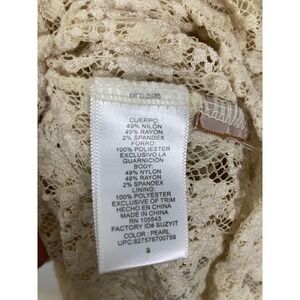 CUERPO:
49% NILON
49% RAYON
2% SPANDEX
FORRO:
100% POLIESTER
EXCLUSIVO LA
GUARNICIÓN
BODY:
49% NYLON
49% RAYON
2% SPANDEX
LINING:
100% POLYESTER
EXCLUSIVE OF TRIM
HECHO EN CHINA
MADE IN CHINA
RN 105543
FACTORY ID# SUZYIT
COLOR : PEARL
UPC:627576700758
S